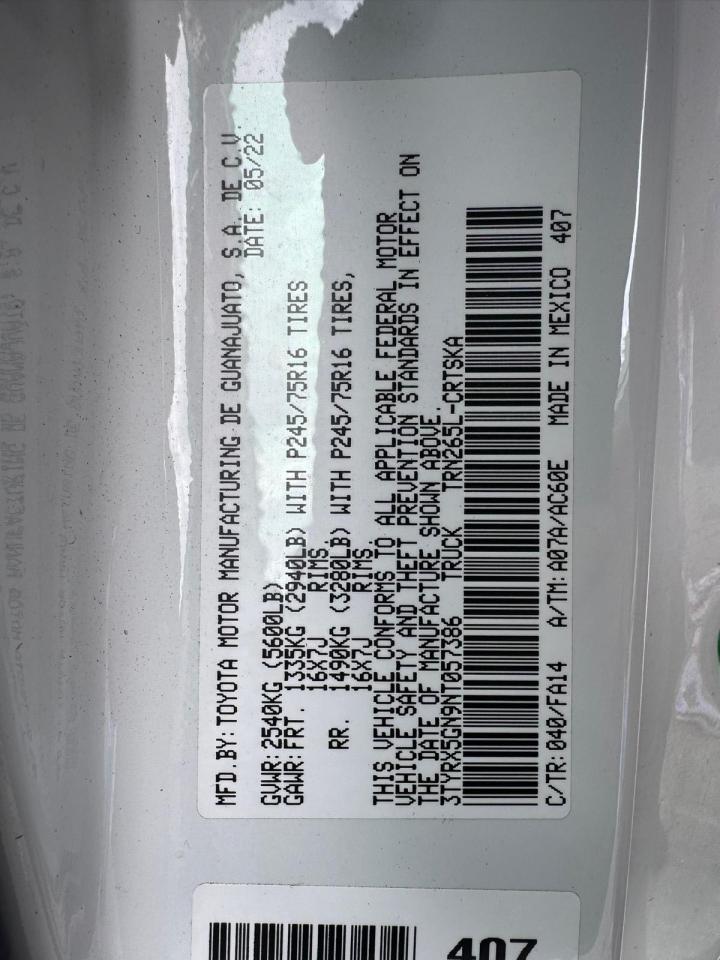 MFD.BY:TOYOTA MOTOR MANUFACTURING DE GUANAJUATO, S.A. DE C.V.
DATE: 05/22
GVWR:2540KG (5600LB)
GAWR:FRT. 1335KG (2940LB) WITH P245/75R16 TIRES
16X7J RIMS,
RR. 1490KG (3280LB) WITH P245/75R16 TIRES,
16X7J RIMS.
THIS VEHICLE CONFORMS TO ALL APPLICABLE FEDERAL MOTOR
VEHICLE SAFETY AND THEFT PREVENTION STANDARDS IN EFFECT ON
THE DATE OF MANUFACTURE SHOWN ABOVE.
3TYRX5GN9NT057386 TRUCK TRN265L-CRTSKA
C/TR:040/FA14 A/TM:A07A/AC60E MADE IN MEXICO 407
407